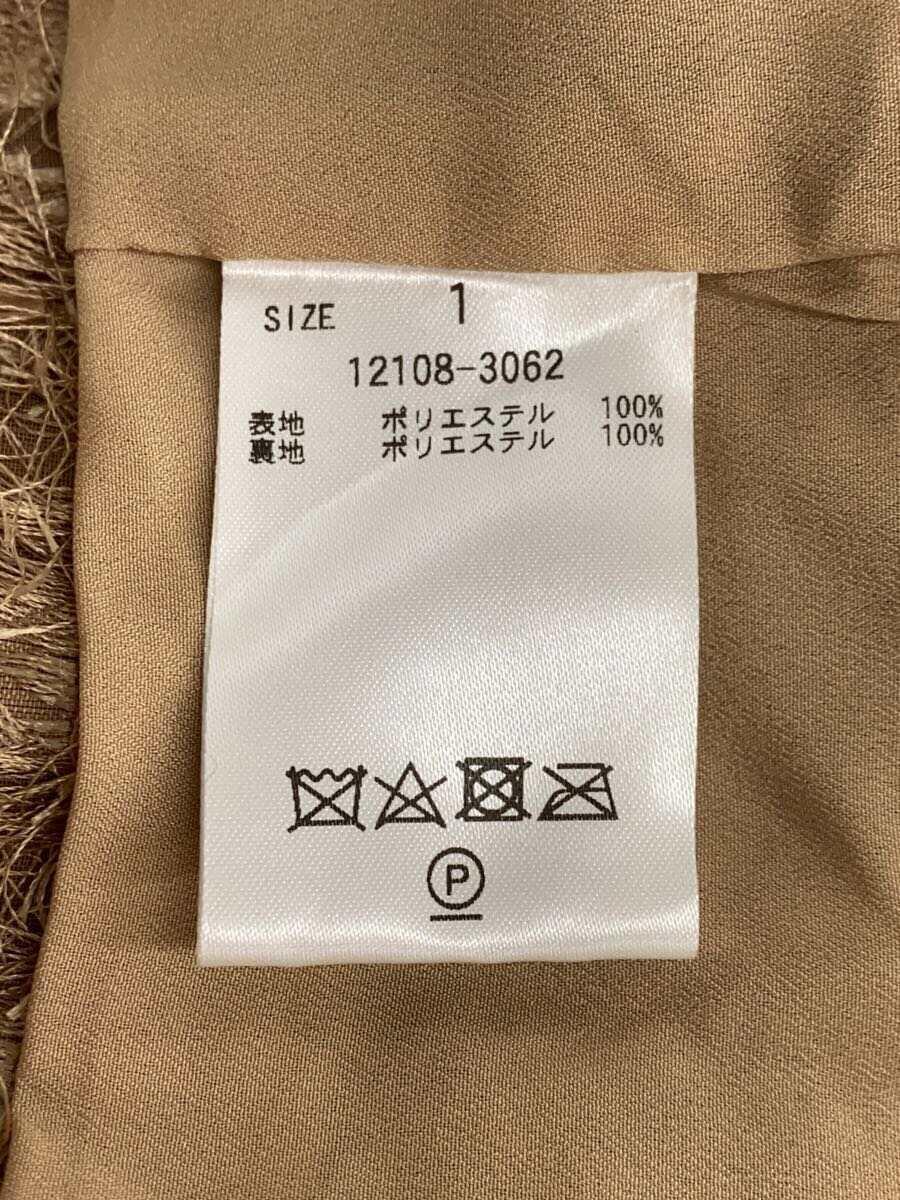 SIZE 1
12108-3062
表地 ポリエステル 100%
裏地 ポリエステル 100%
P